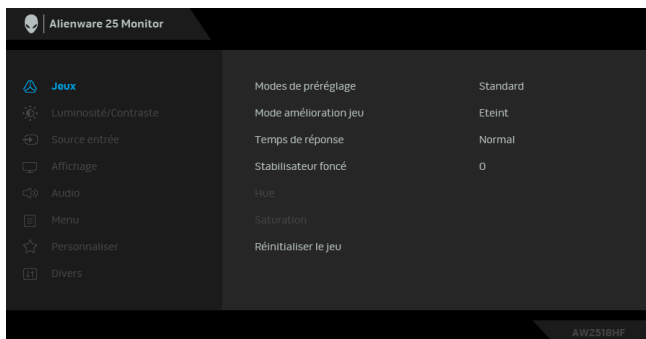 Alienware 25 Monitor
Jeux Modes de préréglage Standard
Luminosité/Contraste Mode amélioration jeu Eteint
Source entrée Temps de réponse Normal
Affichage Stabilisateur foncé 0
Audio Hue
Menu Saturation
Personnaliser Réinitialiser le jeu
Divers
AW2518HF